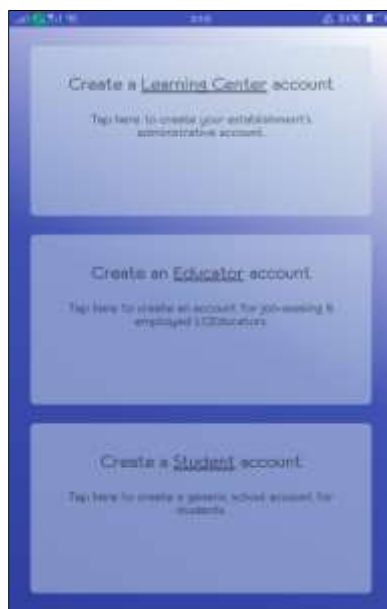 Create a Learning Center account
Tap here to create your establishment's
administrative account.
Create an Educator account
Tap here to create an account for job-seeking &
employed LCEducators
Create a Student account
Tap here to create a generic school account for
students